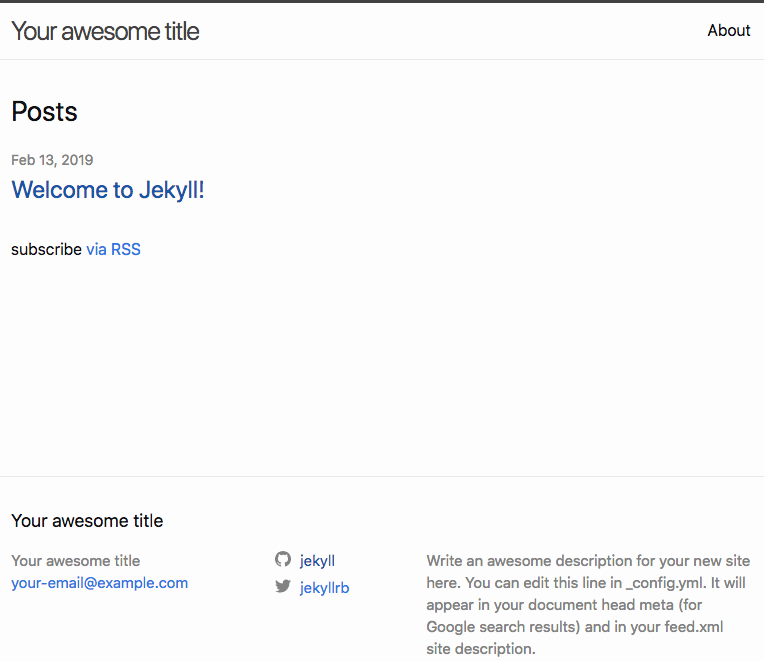 Your awesome title
About
Posts
Feb 13, 2019
Welcome to Jekyll!
subscribe via RSS
Your awesome title
Your awesome title
your-email@example.com
jekyll
jekyllrb
Write an awesome description for your new site
here. You can edit this line in _config.yml. It will
appear in your document head meta (for
Google search results) and in your feed.xml
site description.